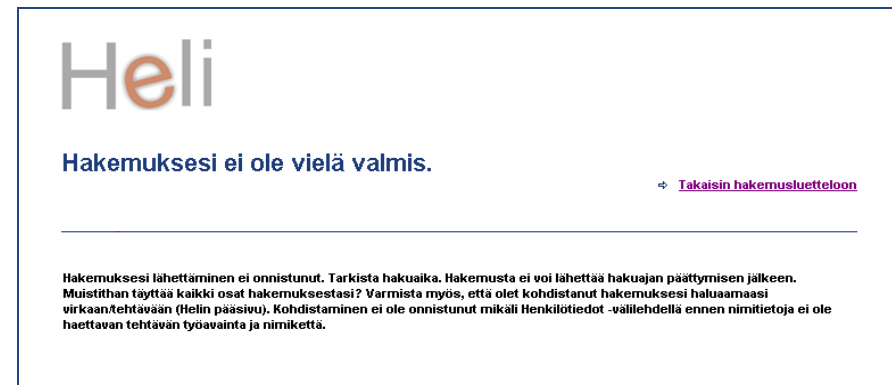 Heli
Hakemuksesi ei ole vielä valmis.
⇨ Takaisin hakemusluetteloon
Hakemuksesi lähettäminen ei onnistunut. Tarkista hakuaika. Hakemusta ei voi lähettää hakuajan päättymisen jälkeen.
Muistithan täyttää kaikki osat hakemuksestasi? Varmista myös, että olet kohdistanut hakemuksesi haluaamaasi
virkaan/tehtävään (Helin pääsivu). Kohdistaminen ei ole onnistunut mikäli Henkilötiedot -välilehdellä ennen nimitietoja ei ole
haettavan tehtävän työavainta ja nimikettä.